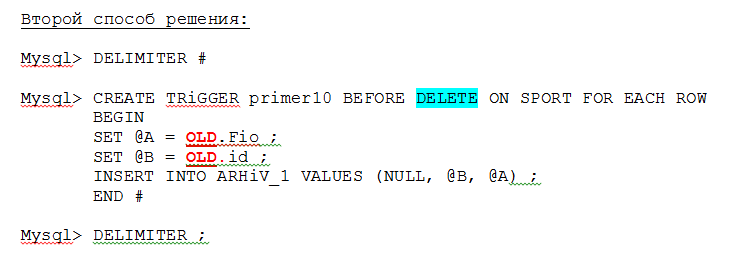 Второй способ решения:
Mysql> DELIMITER #
Mysql> CREATE TRiGGER primer10 BEFORE DELETE ON SPORT FOR EACH ROW
BEGIN
SET @A = OLD.Fio ;
SET @B = OLD.id ;
INSERT INTO ARHiV_1 VALUES (NULL, @B, @A) ;
END #
Mysql> DELIMITER ;